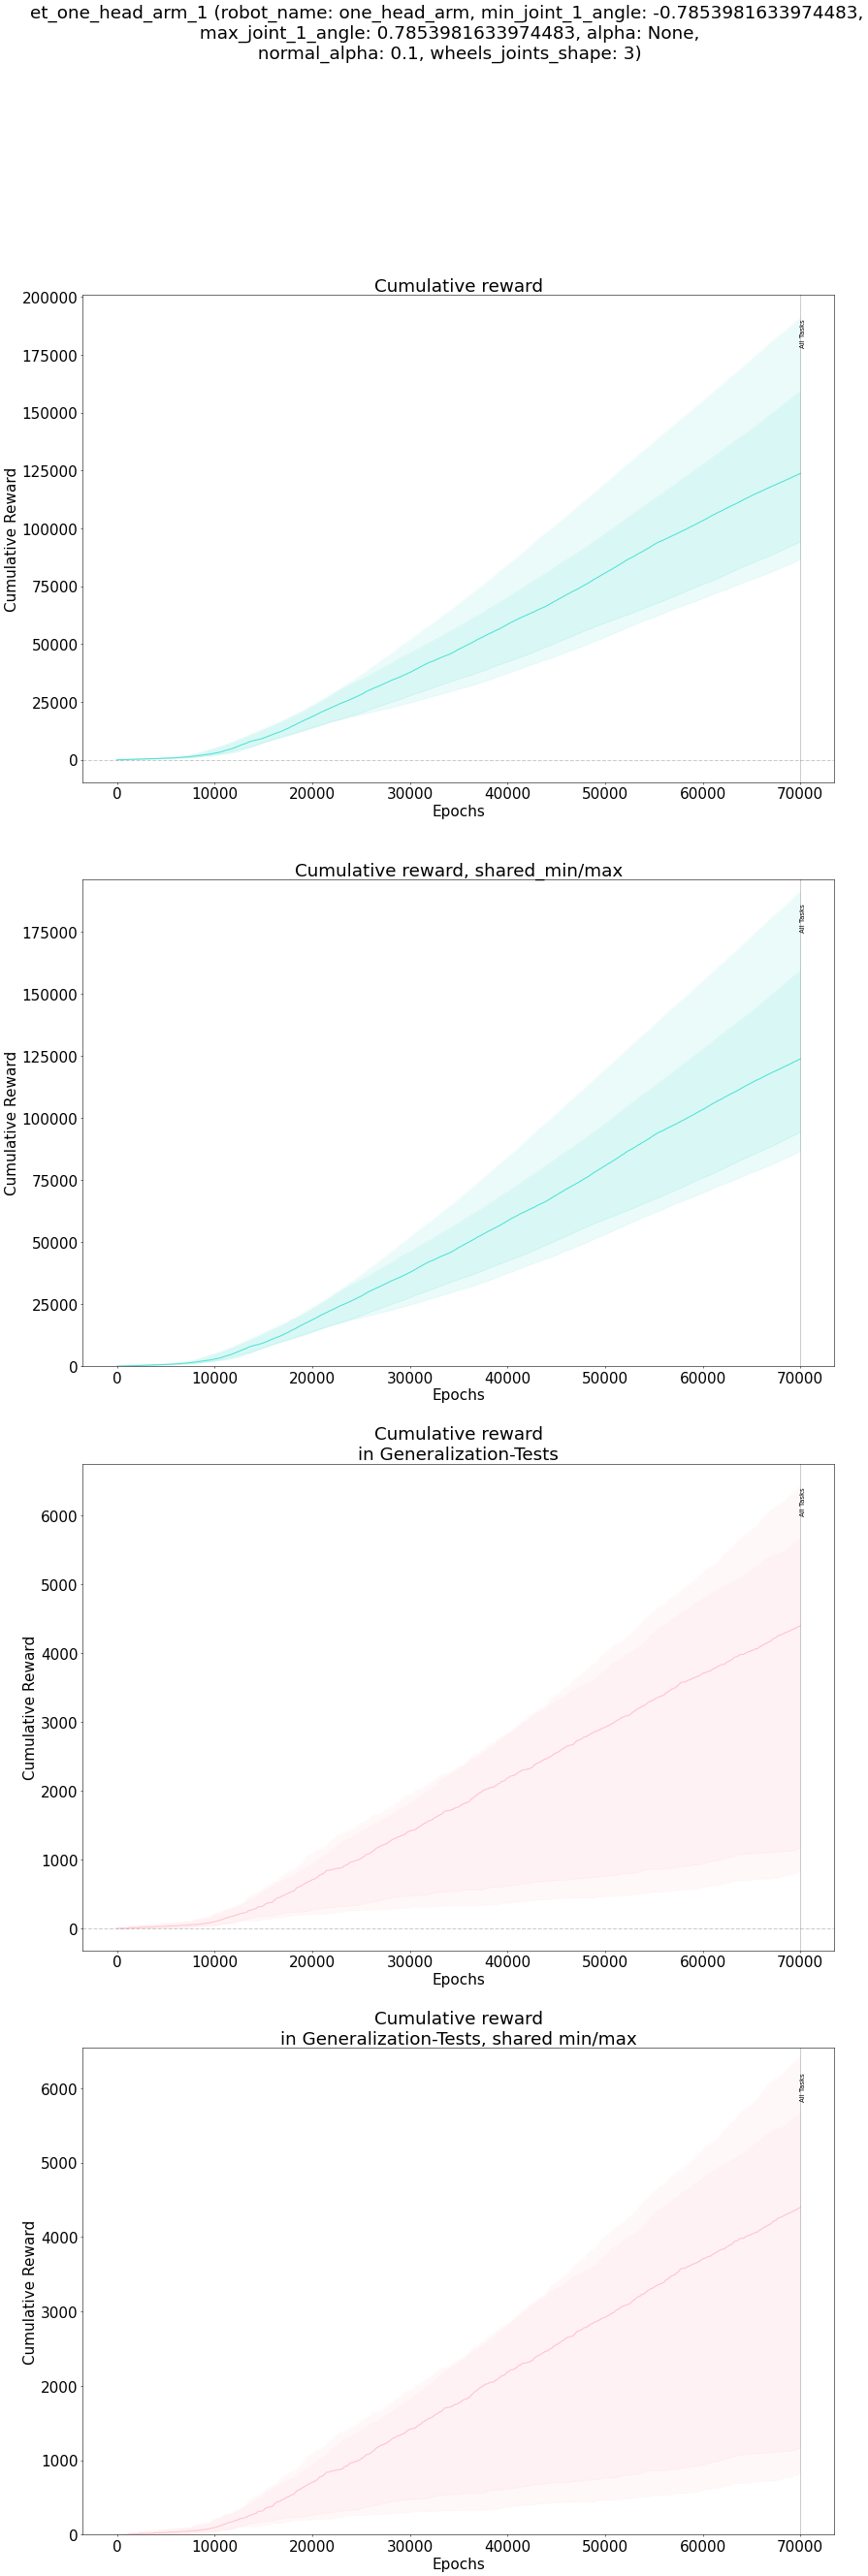 et_one_head_arm_1 (robot_name: one_head_arm, min_joint_1_angle: -0.7853981633974483,
max_joint_1_angle: 0.7853981633974483, alpha: None,
normal_alpha: 0.1, wheels_joints_shape: 3)
Cumulative reward
200000
175000
150000
125000
100000
75000
50000
25000
0
Cumulative Reward
All Tasks
0 10000 20000 30000 40000 50000 60000 70000
Epochs
Cumulative reward, shared_min/max
175000
150000
125000
100000
75000
50000
25000
0
Cumulative Reward
All Tasks
0 10000 20000 30000 40000 50000 60000 70000
Epochs
Cumulative reward
in Generalization-Tests
6000
5000
4000
3000
2000
1000
0
Cumulative Reward
All Tasks
0 10000 20000 30000 40000 50000 60000 70000
Epochs
Cumulative reward
in Generalization-Tests, shared min/max
6000
5000
4000
3000
2000
1000
0
Cumulative Reward
All Tasks
0 10000 20000 30000 40000 50000 60000 70000
Epochs